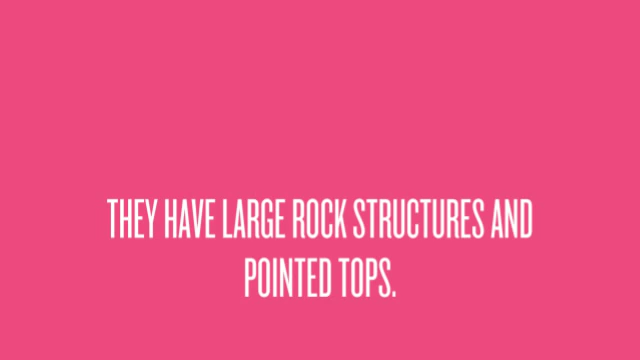 THEY HAVE LARGE ROCK STRUCTURES AND
POINTED TOPS.